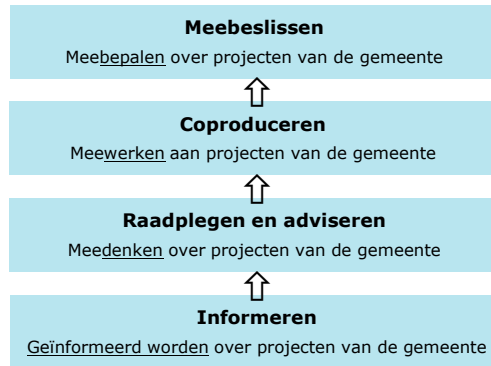 Meebeslissen
Meebepalen over projecten van de gemeente
Coproduceren
Meewerken aan projecten van de gemeente
Raadplegen en adviseren
Meedenken over projecten van de gemeente
Informeren
Geïnformeerd worden over projecten van de gemeente